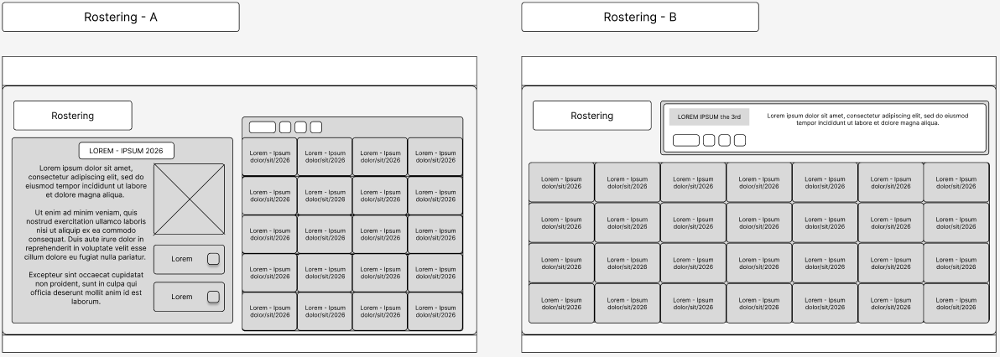 Rostering - A
Rostering
LOREM - IPSUM 2026
Lorem ipsum dolor sit amet,
consectetur adipiscing elit, sed do
eiusmod tempor incididunt ut labore
et dolore magna aliqua.
Ut enim ad minim veniam, quis
nostrud exercitation ullamco laboris
nisi ut aliquip ex ea commodo
consequat. Duis aute irure dolor in
reprehenderit in voluptate velit esse
cillum dolore eu fugiat nulla pariatur.
Excepteur sint occaecat cupidatat
non proident, sunt in culpa qui
officia deserunt mollit anim id est
laborum.
Lorem
Lorem
Lorem - Ipsum Lorem - Ipsum Lorem - Ipsum Lorem - Ipsum
dolor/sit/2026 dolor/sit/2026 dolor/sit/2026 dolor/sit/2026
Lorem - Ipsum Lorem - Ipsum Lorem - Ipsum Lorem - Ipsum
dolor/sit/2026 dolor/sit/2026 dolor/sit/2026 dolor/sit/2026
Lorem - Ipsum Lorem - Ipsum Lorem - Ipsum Lorem - Ipsum
dolor/sit/2026 dolor/sit/2026 dolor/sit/2026 dolor/sit/2026
Lorem - Ipsum Lorem - Ipsum Lorem - Ipsum Lorem - Ipsum
dolor/sit/2026 dolor/sit/2026 dolor/sit/2026 dolor/sit/2026
Lorem - Ipsum Lorem - Ipsum Lorem - Ipsum Lorem - Ipsum
dolor/sit/2026 dolor/sit/2026 dolor/sit/2026 dolor/sit/2026
Rostering - B
Rostering
LOREM IPSUM the 3rd
Lorem ipsum dolor sit amet, consectetur adipiscing elit, sed do eiusmod
tempor incididunt ut labore et dolore magna aliqua.
Lorem - Ipsum Lorem - Ipsum Lorem - Ipsum Lorem - Ipsum Lorem - Ipsum Lorem - Ipsum Lorem - Ipsum
dolor/sit/2026 dolor/sit/2026 dolor/sit/2026 dolor/sit/2026 dolor/sit/2026 dolor/sit/2026 dolor/sit/2026
Lorem - Ipsum Lorem - Ipsum Lorem - Ipsum Lorem - Ipsum Lorem - Ipsum Lorem - Ipsum Lorem - Ipsum
dolor/sit/2026 dolor/sit/2026 dolor/sit/2026 dolor/sit/2026 dolor/sit/2026 dolor/sit/2026 dolor/sit/2026
Lorem - Ipsum Lorem - Ipsum Lorem - Ipsum Lorem - Ipsum Lorem - Ipsum Lorem - Ipsum Lorem - Ipsum
dolor/sit/2026 dolor/sit/2026 dolor/sit/2026 dolor/sit/2026 dolor/sit/2026 dolor/sit/2026 dolor/sit/2026
Lorem - Ipsum Lorem - Ipsum Lorem - Ipsum Lorem - Ipsum Lorem - Ipsum Lorem - Ipsum Lorem - Ipsum
dolor/sit/2026 dolor/sit/2026 dolor/sit/2026 dolor/sit/2026 dolor/sit/2026 dolor/sit/2026 dolor/sit/2026